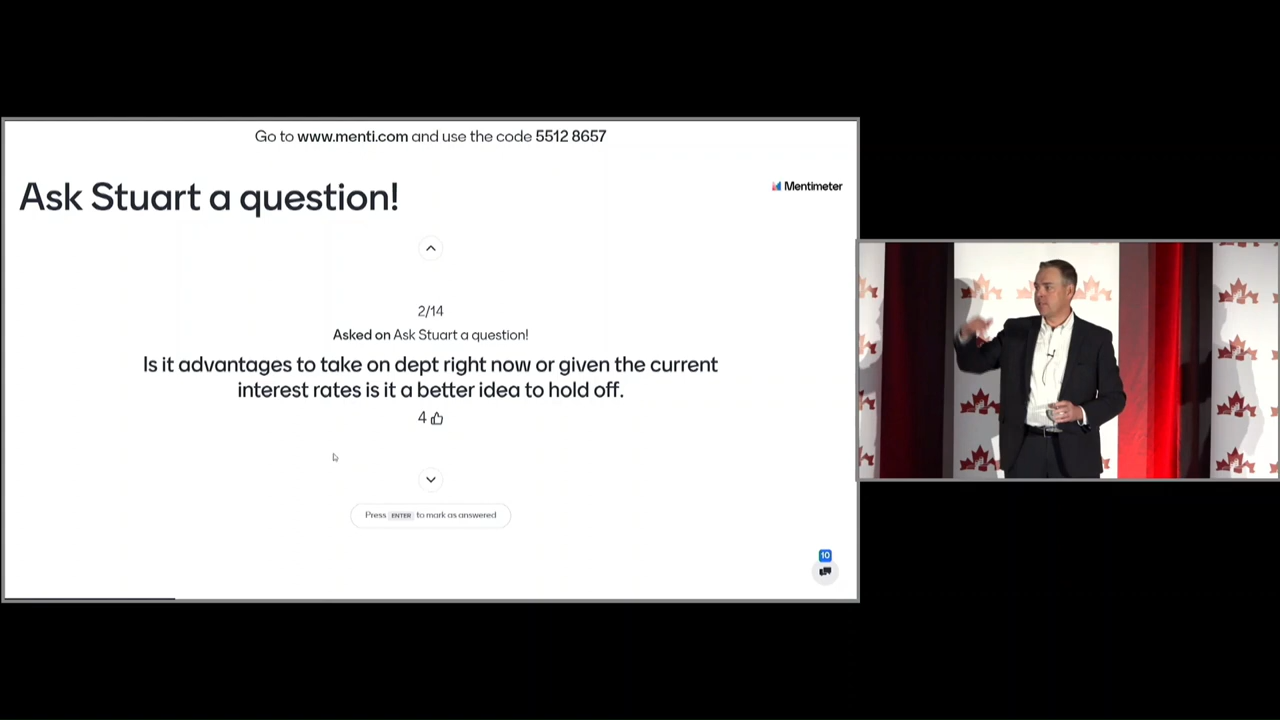 Go to www.menti.com and use the code 5512 8657
Ask Stuart a question!
Mentimeter
2/14
Asked on Ask Stuart a question!
Is it advantages to take on dept right now or given the current
interest rates is it a better idea to hold off.
4
Press ENTER to mark as answered
10